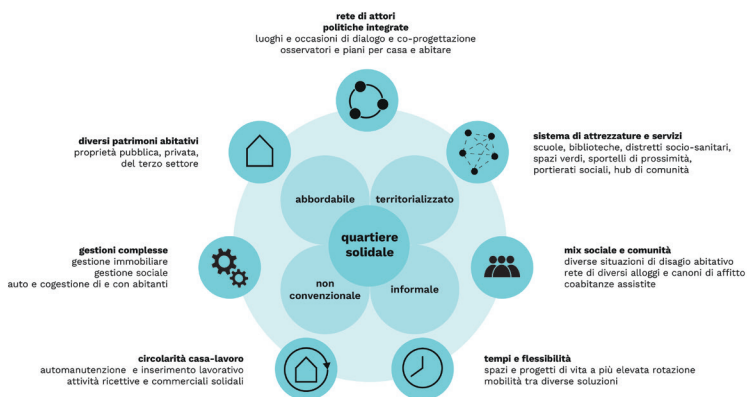 rete di attori
politiche integrate
luoghi e occasioni di dialogo e co-progettazione
osservatori e piani per casa e abitare
diversi patrimoni abitativi
proprietà pubblica, privata,
del terzo settore
sistema di attrezzature e servizi
scuole, biblioteche, distretti socio-sanitari,
spazi verdi, sportelli di prossimità,
portierati sociali, hub di comunità
abbordabile
territorializzato
quartiere
solidale
non
convenzionale
informale
gestioni complesse
gestione immobiliare
gestione sociale
auto e cogestione di e con abitanti
mix sociale e comunità
diverse situazioni di disagio abitativo
rete di diversi alloggi e canoni di affitto
coabitanze assistite
circolarità casa-lavoro
automanutenzione e inserimento lavorativo
attività ricettive e commerciali solidali
tempi e flessibilità
spazi e progetti di vita a più elevata rotazione
mobilità tra diverse soluzioni